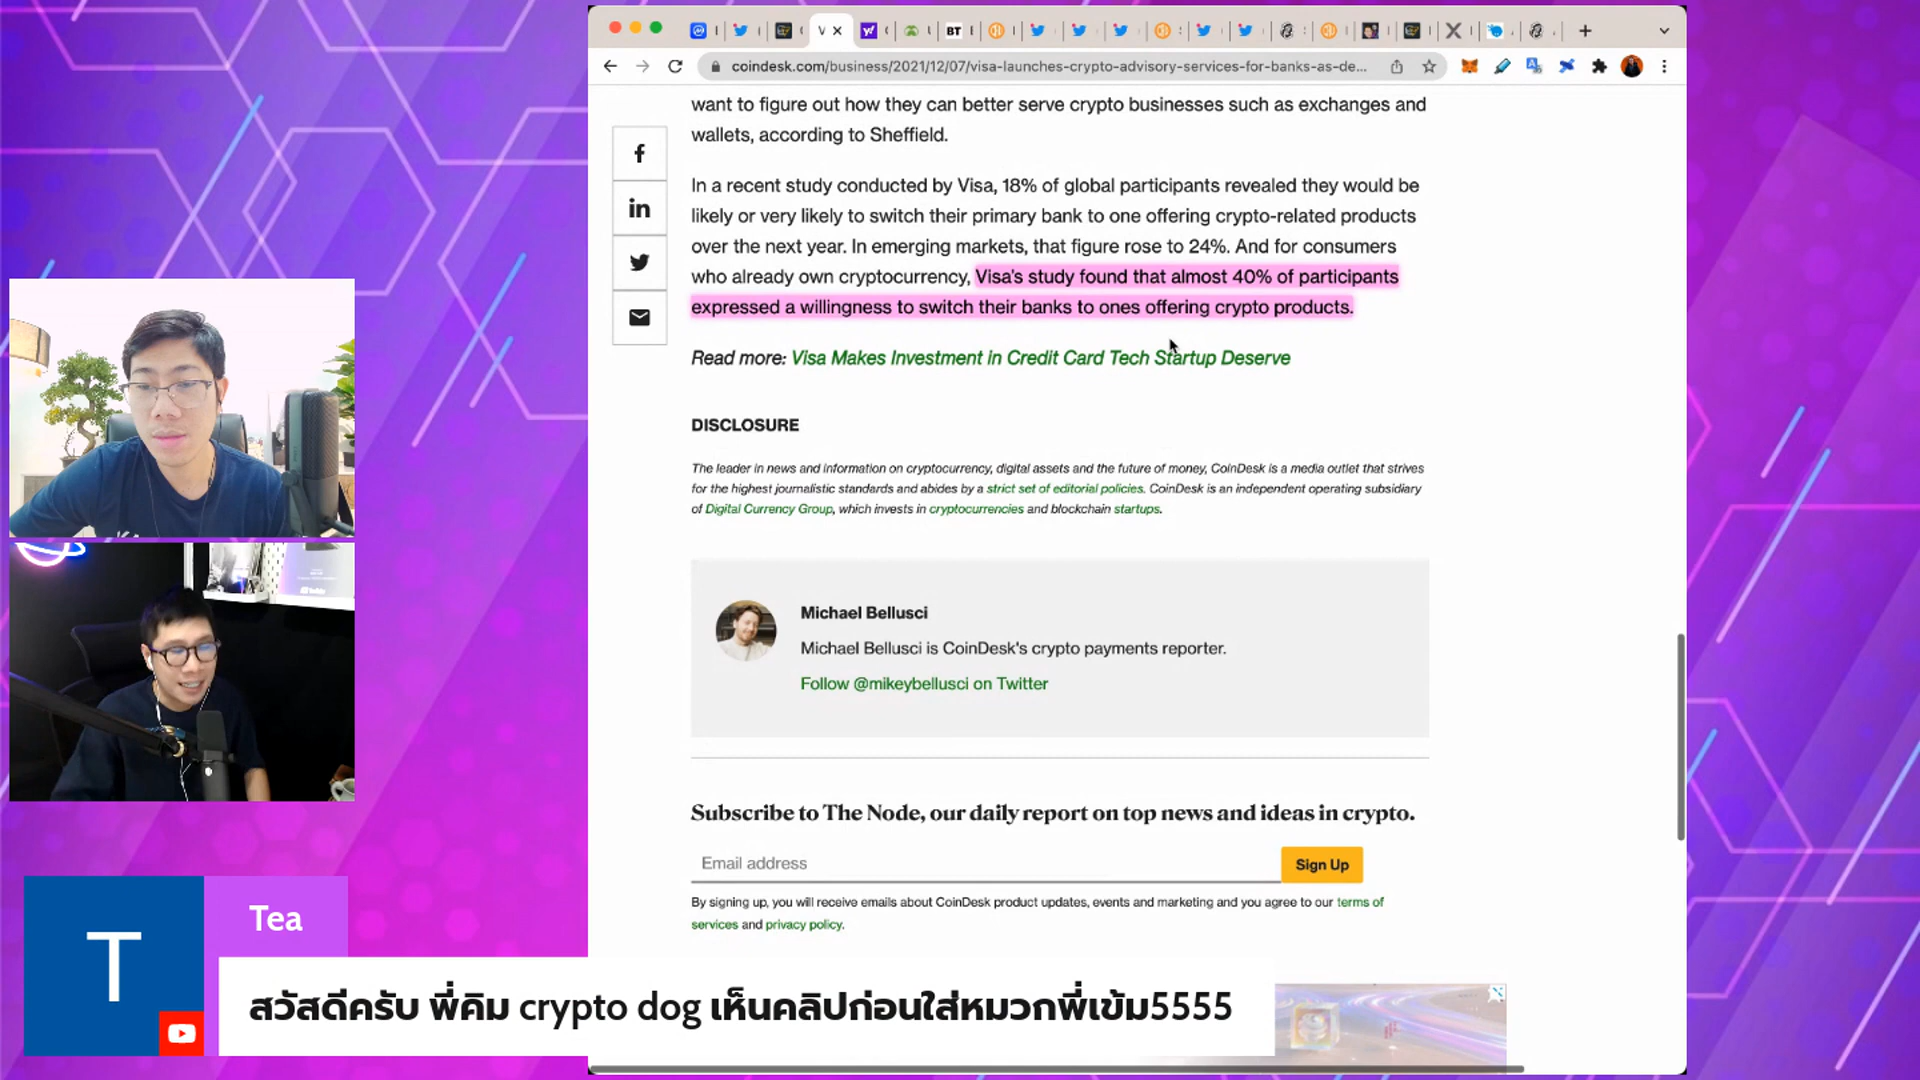 coindesk.com/business/2021/12/07/visa-launches-crypto-advisory-services-for-banks-as-de...
want to figure out how they can better serve crypto businesses such as exchanges and
wallets, according to Sheffield.
In a recent study conducted by Visa, 18% of global participants revealed they would be
likely or very likely to switch their primary bank to one offering crypto-related products
over the next year. In emerging markets, that figure rose to 24%. And for consumers
who already own cryptocurrency, Visa's study found that almost 40% of participants
expressed a willingness to switch their banks to ones offering crypto products.
Read more: Visa Makes Investment in Credit Card Tech Startup Deserve
DISCLOSURE
The leader in news and information on cryptocurrency, digital assets and the future of money, CoinDesk is a media outlet that strives
for the highest journalistic standards and abides by a strict set of editorial policies. CoinDesk is an independent operating subsidiary
of Digital Currency Group, which invests in cryptocurrencies and blockchain startups.
Michael Bellusci
Michael Bellusci is CoinDesk's crypto payments reporter.
Follow @mikeybellusci on Twitter
Subscribe to The Node, our daily report on top news and ideas in crypto.
Email address
Sign Up
By signing up, you will receive emails about CoinDesk product updates, events and marketing and you agree to our terms of
services and privacy policy.
T
Tea
สวัสดีครับ พี่คิม crypto dog เห็นคลิปก่อนใส่หมวกพี่เข้ม5555